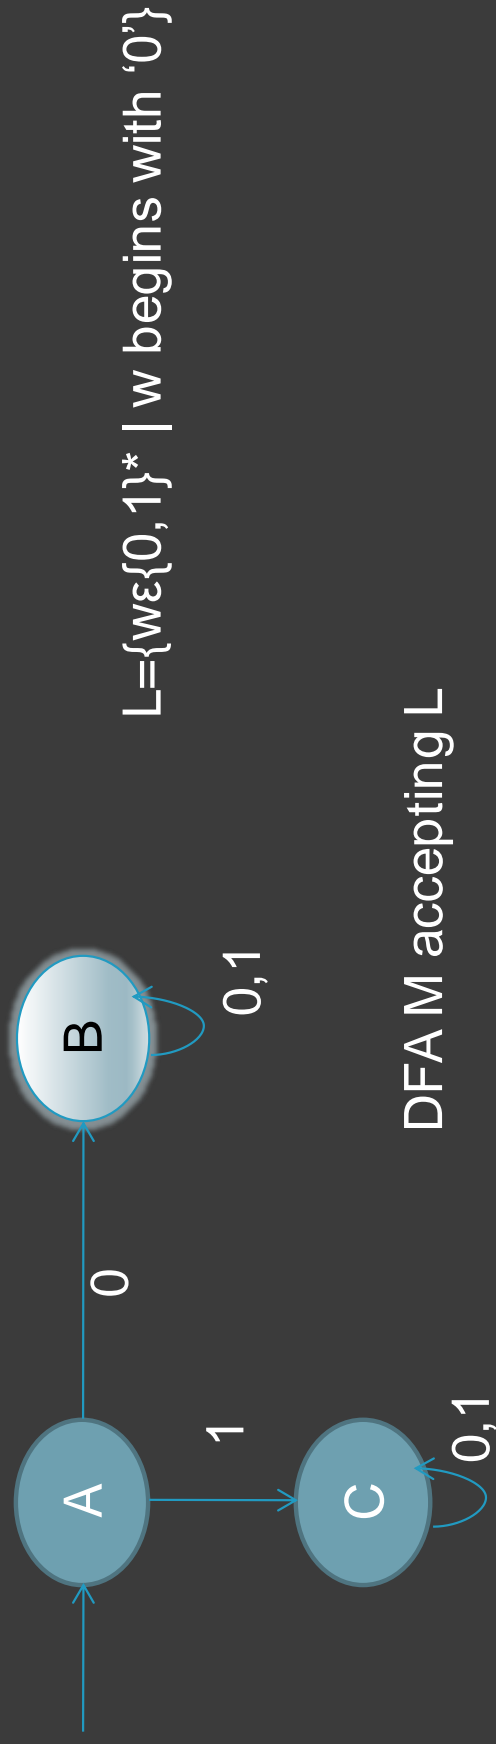 A
0
B
L={wε{0,1}* | w begins with ‘0’}
1
0,1
C
0,1
DFA M accepting L